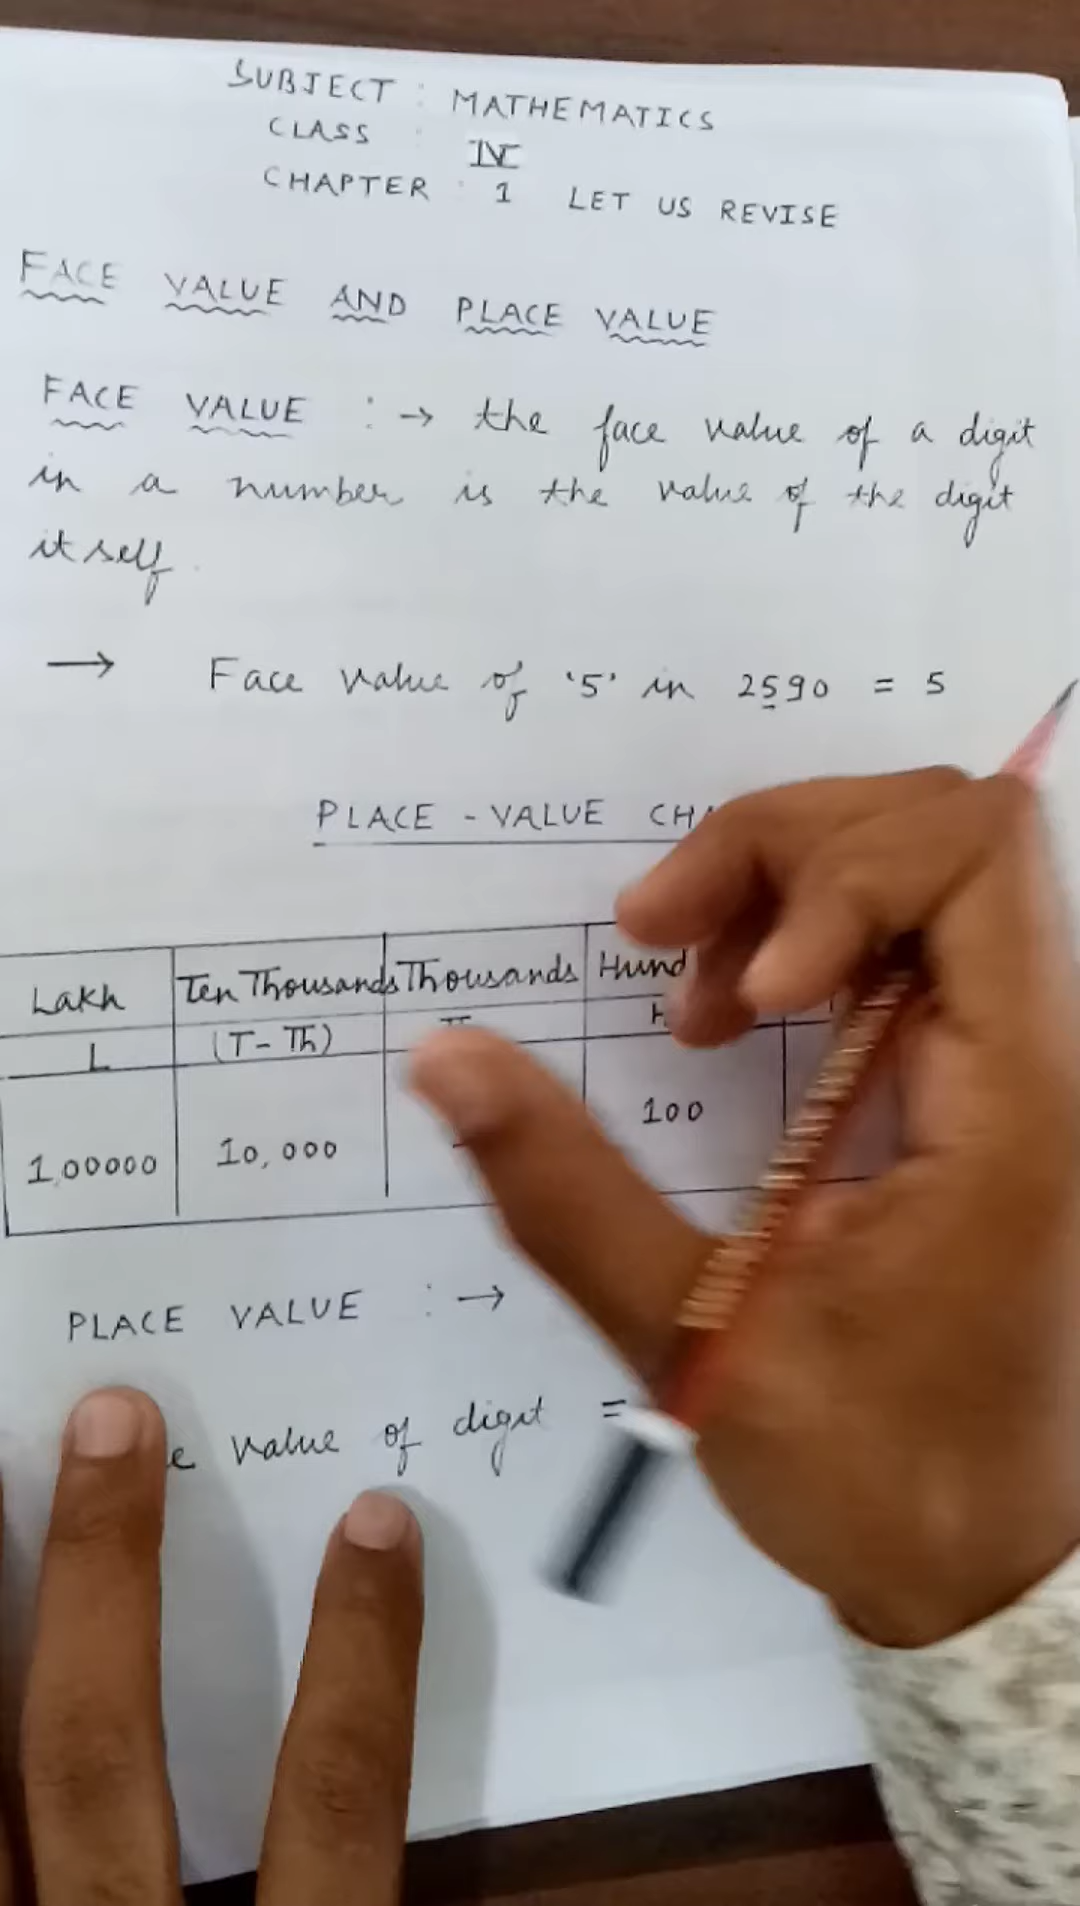 SUBJECT : MATHEMATICS
CLASS : IV
CHAPTER : 1 LET US REVISE
FACE VALUE AND PLACE VALUE
FACE VALUE :→ the face value of a digit
in a number is the value of the digit
itself.
→ Face value of '5' in 2590 = 5
PLACE - VALUE
Lakh Ten Thousands Thousands Hund
L (T-Th) H
1,00000 10,000 100
PLACE VALUE :→
value of digit =